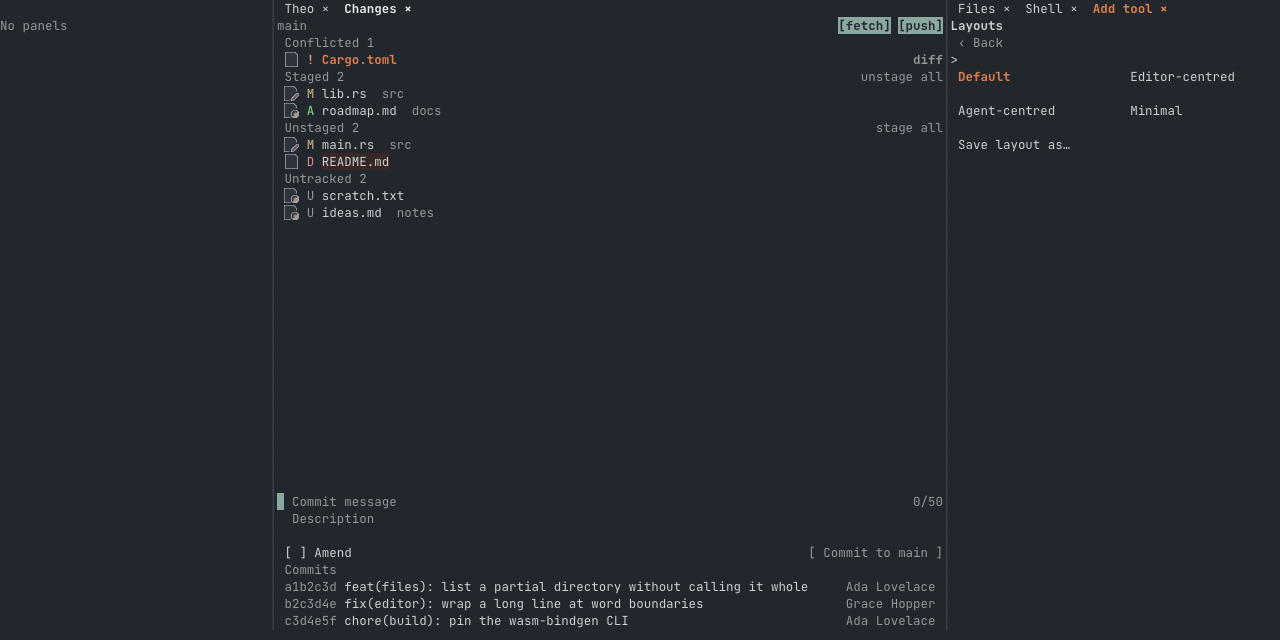 No panels
Theo × Changes ×
main [fetch] [push]
Conflicted 1
! Cargo.toml diff
Staged 2 unstage all
M lib.rs src
A roadmap.md docs
Unstaged 2 stage all
M main.rs src
D README.md
Untracked 2
U scratch.txt
U ideas.md notes
Commit message 0/50
Description
[ ] Amend [ Commit to main ]
Commits
a1b2c3d feat(files): list a partial directory without calling it whole Ada Lovelace
b2c3d4e fix(editor): wrap a long line at word boundaries Grace Hopper
c3d4e5f chore(build): pin the wasm-bindgen CLI Ada Lovelace
Files × Shell × Add tool ×
Layouts
‹ Back
>
Default Editor-centred
Agent-centred Minimal
Save layout as…